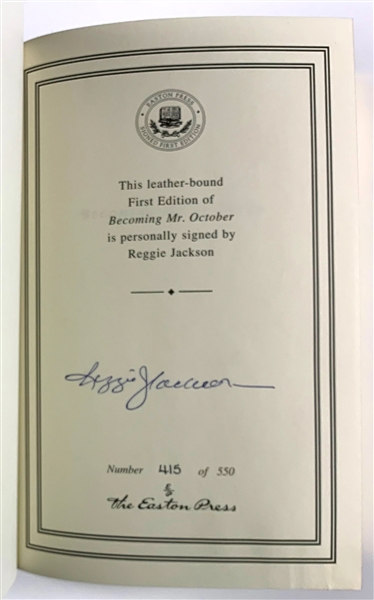 EASTON PRESS
SIGNED FIRST EDITION
This leather-bound
First Edition of
Becoming Mr. October
is personally signed by
Reggie Jackson
Reggie Jackson
Number 415 of 550
The Easton Press